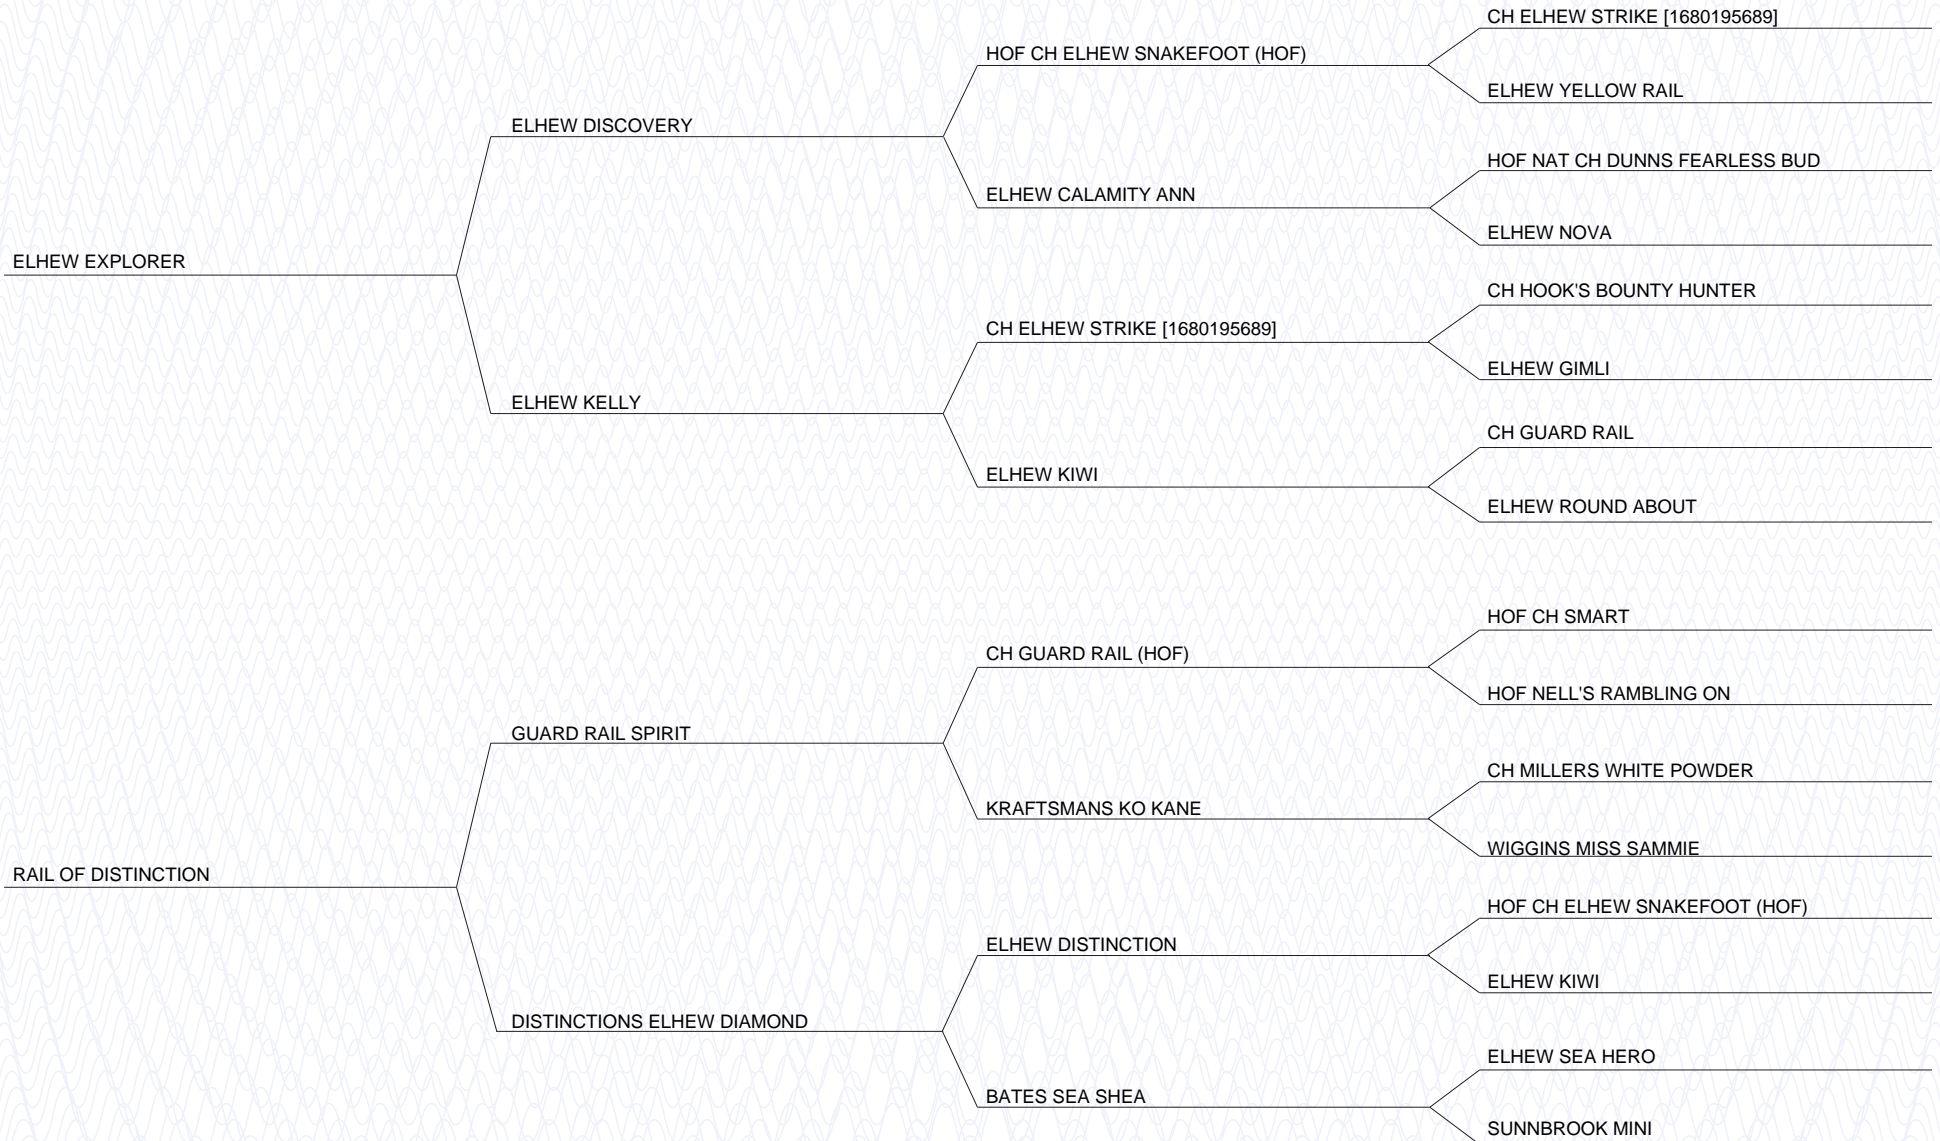 CH ELHEW STRIKE [1680195689]
HOF CH ELHEW SNAKEFOOT (HOF)
ELHEW YELLOW RAIL
ELHEW DISCOVERY
HOF NAT CH DUNNS FEARLESS BUD
ELHEW CALAMITY ANN
ELHEW NOVA
ELHEW EXPLORER
CH HOOK'S BOUNTY HUNTER
CH ELHEW STRIKE [1680195689]
ELHEW GIMLI
ELHEW KELLY
CH GUARD RAIL
ELHEW KIWI
ELHEW ROUND ABOUT
HOF CH SMART
CH GUARD RAIL (HOF)
HOF NELL'S RAMBLING ON
GUARD RAIL SPIRIT
CH MILLERS WHITE POWDER
KRAFTSMANS KO KANE
WIGGINS MISS SAMMIE
RAIL OF DISTINCTION
HOF CH ELHEW SNAKEFOOT (HOF)
ELHEW DISTINCTION
ELHEW KIWI
DISTINCTIONS ELHEW DIAMOND
ELHEW SEA HERO
BATES SEA SHEA
SUNNBROOK MINI